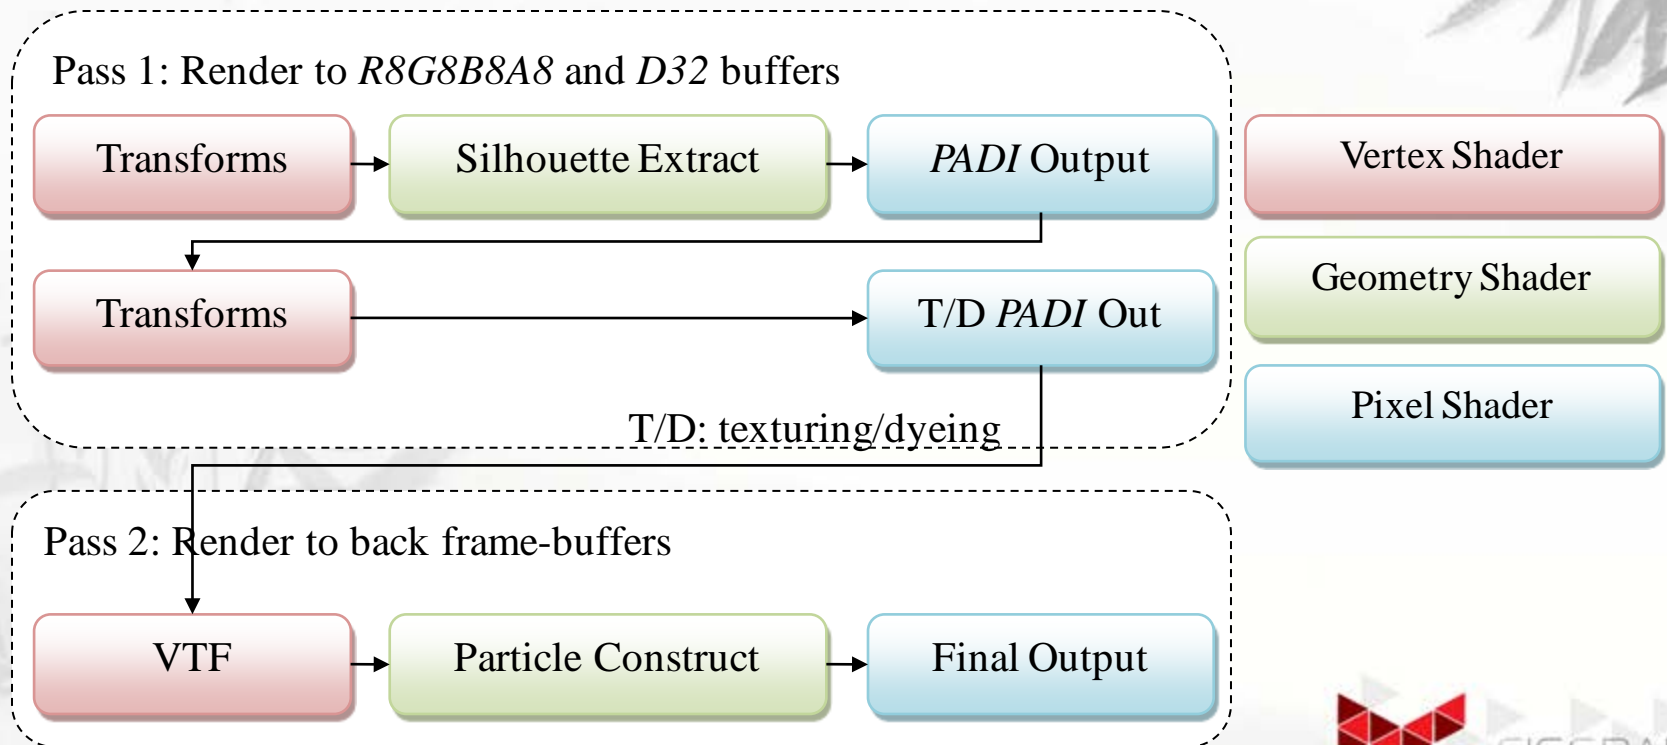 Pass 1: Render to R8G8B8A8 and D32 buffers
Transforms
Silhouette Extract
PADI Output
Transforms
T/D PADI Out
T/D: texturing/dyeing
Pass 2: Render to back frame-buffers
VTF
Particle Construct
Final Output
Vertex Shader
Geometry Shader
Pixel Shader